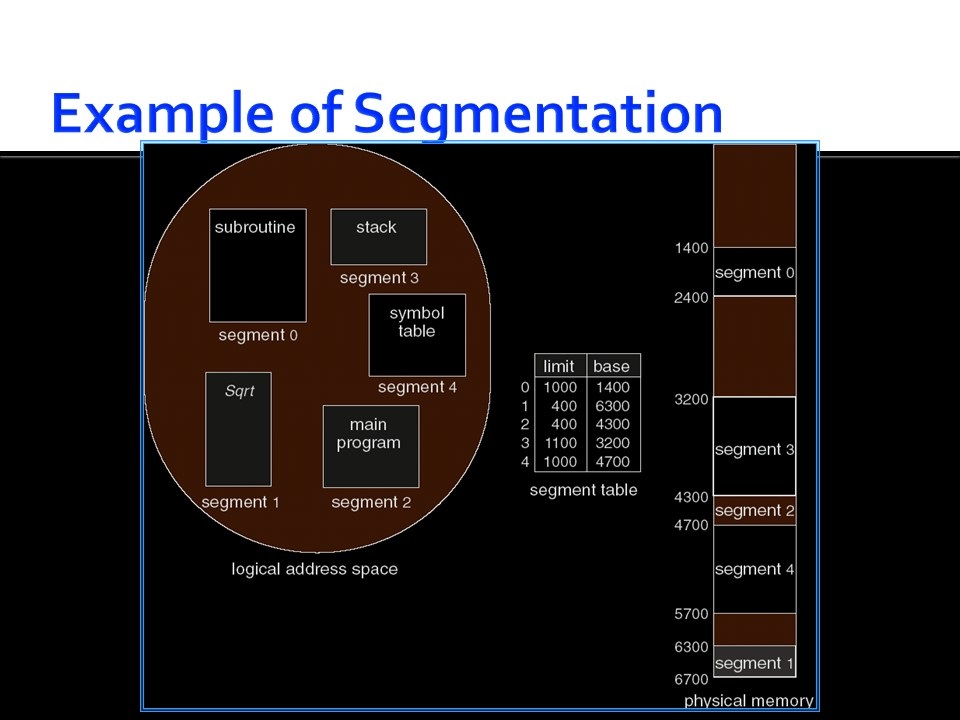 Example of Segmentation
subroutine
segment 0
stack
segment 3
symbol
table
segment 4
Sqrt
segment 1
main
program
segment 2
logical address space
limit base
0 1000 1400
1 400 6300
2 400 4300
3 1100 3200
4 1000 4700
segment table
1400
segment 0
2400
3200
segment 3
4300
segment 2
4700
segment 4
5700
6300
segment 1
6700
physical memory